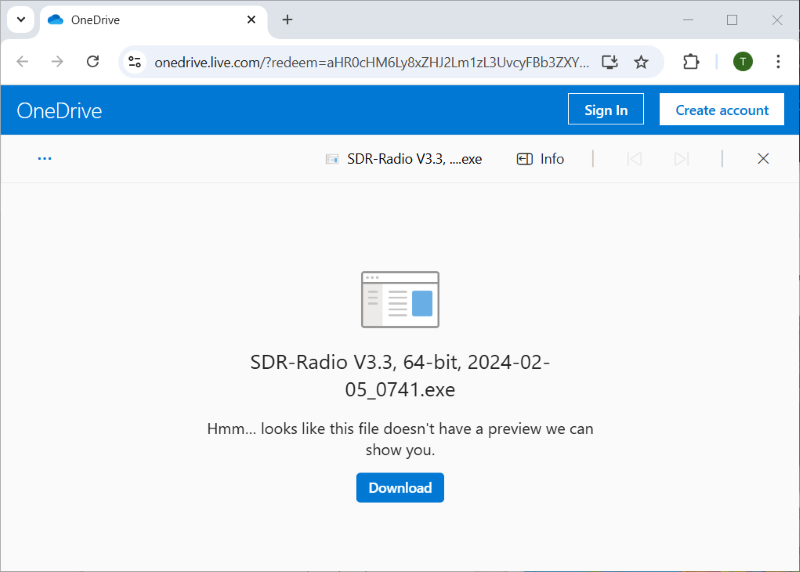 OneDrive
onedrive.live.com/?redeem=aHR0cHM6Ly8xZHJ2Lm1zL3UvcyFBb3ZXY...
T
OneDrive
Sign In
Create account
SDR-Radio V3.3, ....exe
Info
SDR-Radio V3.3, 64-bit, 2024-02-
05_0741.exe
Hmm... looks like this file doesn't have a preview we can
show you.
Download